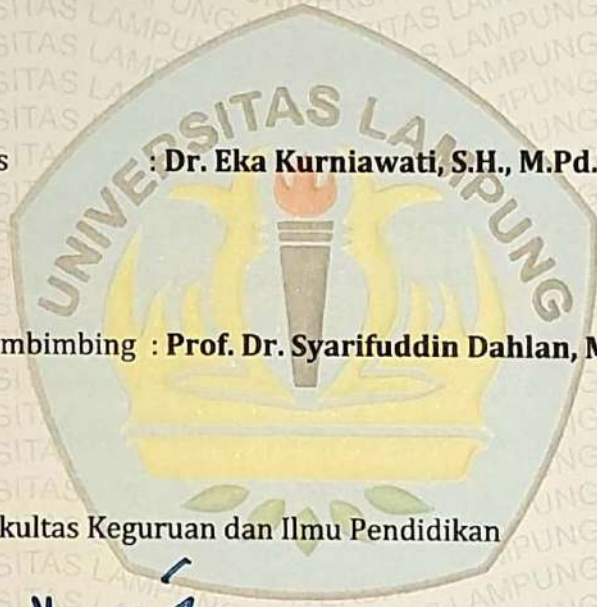 UNIVERSITAS LAMPUNG
s : Dr. Eka Kurniawati, S.H., M.Pd.
mbimbing : Prof. Dr. Syarifuddin Dahlan, M
kultas Keguruan dan Ilmu Pendidikan